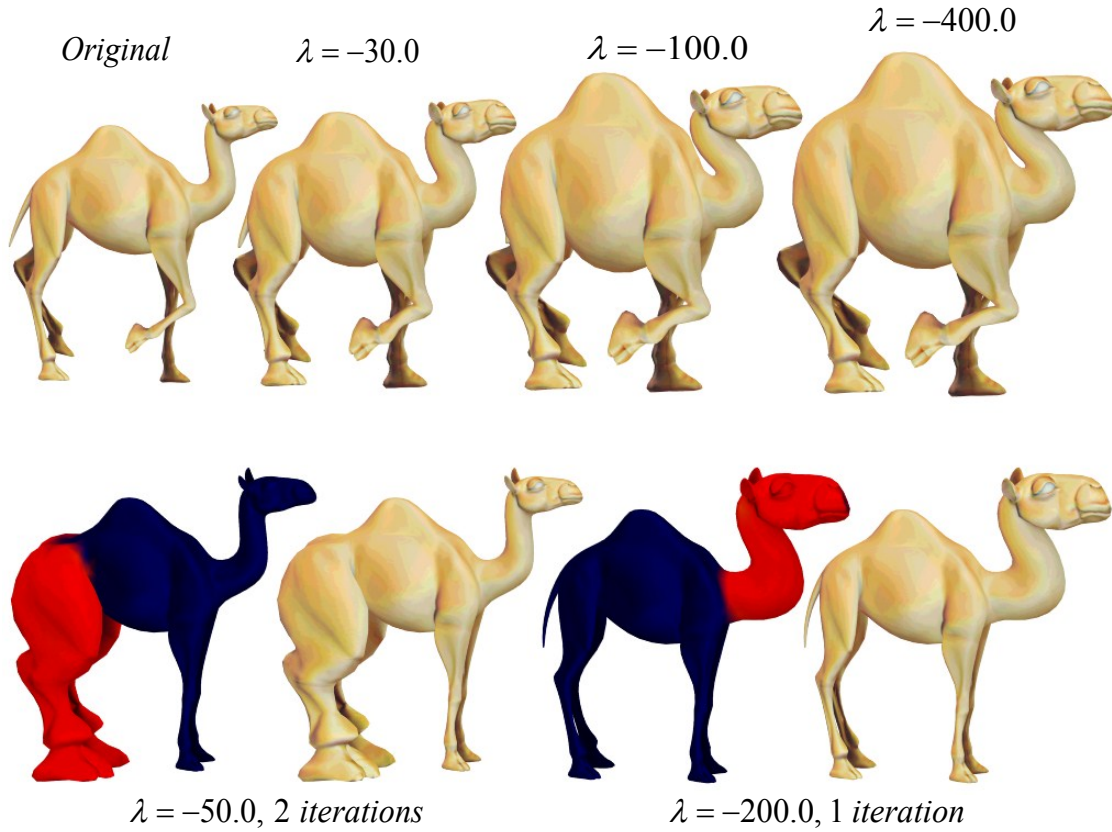 Original
λ = −30.0
λ = −100.0
λ = −400.0
λ = −50.0, 2 iterations
λ = −200.0, 1 iteration